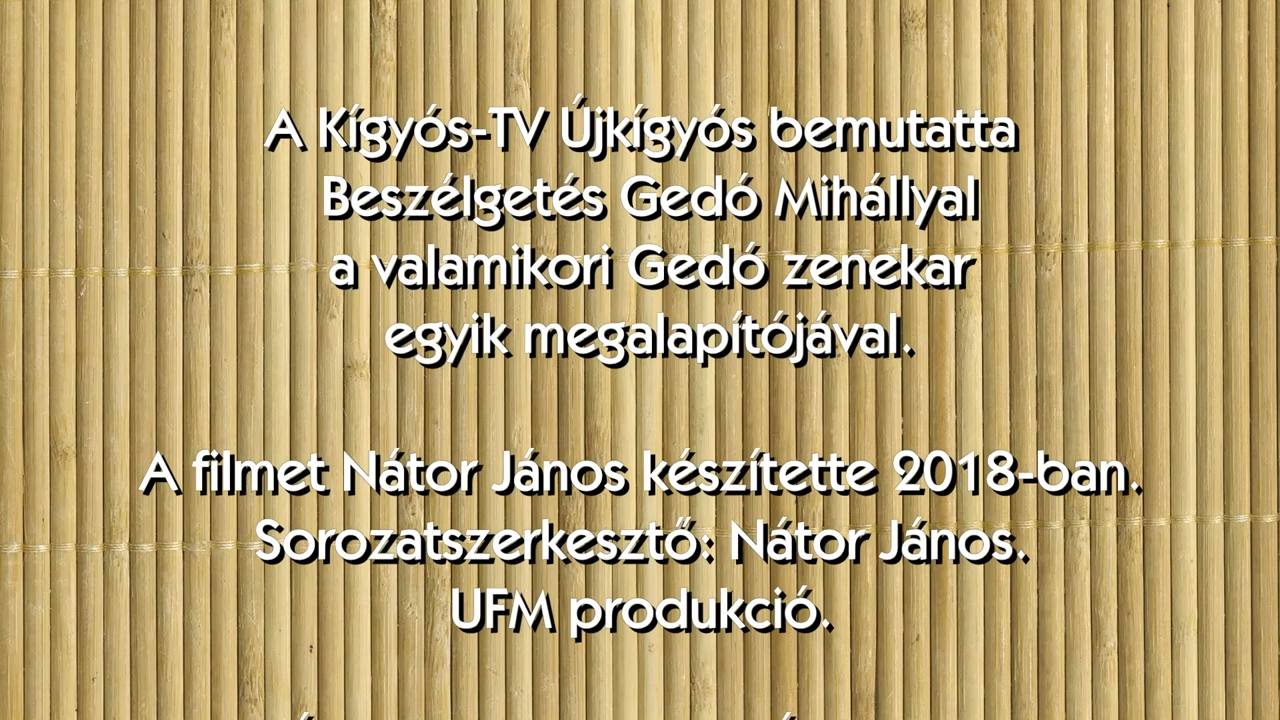 A Kígyós-TV Újkígyós bemutatta
Beszélgetés Gedó Mihállyal
a valamikori Gedó zenekar
egyik megalapítójával.
A filmet Nátor János készítette 2018-ban.
Sorozatszerkesztő: Nátor János.
UFM produkció.